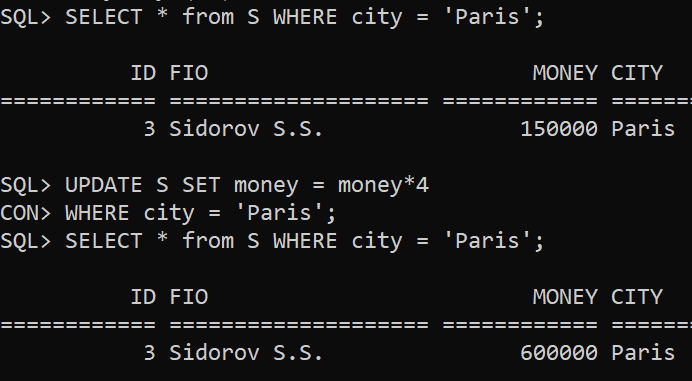 SQL> SELECT * from S WHERE city = 'Paris';
ID FIO MONEY CITY
============ ==================== ============ ======
3 Sidorov S.S. 150000 Paris
SQL> UPDATE S SET money = money*4
CON> WHERE city = 'Paris';
SQL> SELECT * from S WHERE city = 'Paris';
ID FIO MONEY CITY
============ ==================== ============ ======
3 Sidorov S.S. 600000 Paris